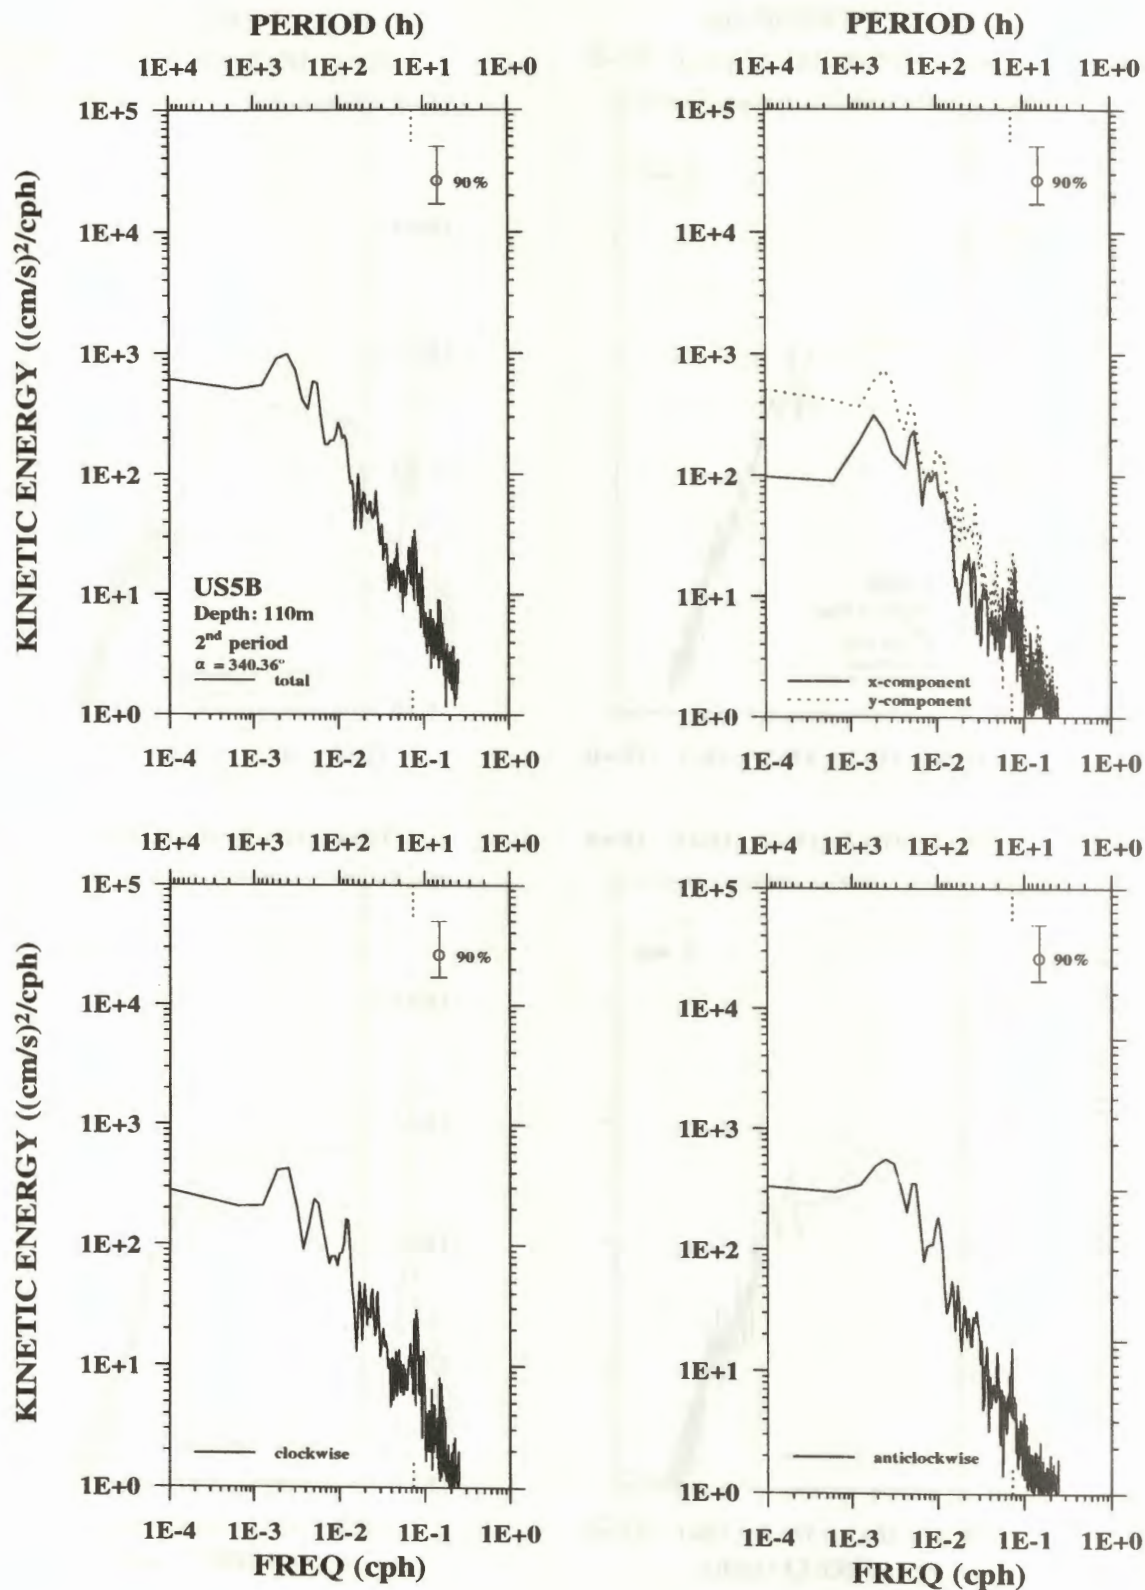 PERIOD (h)
PERIOD (h)
1E+4 1E+3 1E+2 1E+1 1E+0
1E+4 1E+3 1E+2 1E+1 1E+0
KINETIC ENERGY ((cm/s)²/cph)
1E+5
1E+4
1E+3
1E+2
1E+1
1E+0
90%
US5B
Depth: 110m
2nd period
α = 340.36°
total
1E-4 1E-3 1E-2 1E-1 1E+0
1E+5
1E+4
1E+3
1E+2
1E+1
1E+0
90%
x-component
y-component
1E-4 1E-3 1E-2 1E-1 1E+0
1E+4 1E+3 1E+2 1E+1 1E+0
KINETIC ENERGY ((cm/s)²/cph)
1E+5
1E+4
1E+3
1E+2
1E+1
1E+0
90%
clockwise
1E-4 1E-3 1E-2 1E-1 1E+0
FREQ (cph)
1E+4 1E+3 1E+2 1E+1 1E+0
1E+5
1E+4
1E+3
1E+2
1E+1
1E+0
90%
anticlockwise
1E-4 1E-3 1E-2 1E-1 1E+0
FREQ (cph)